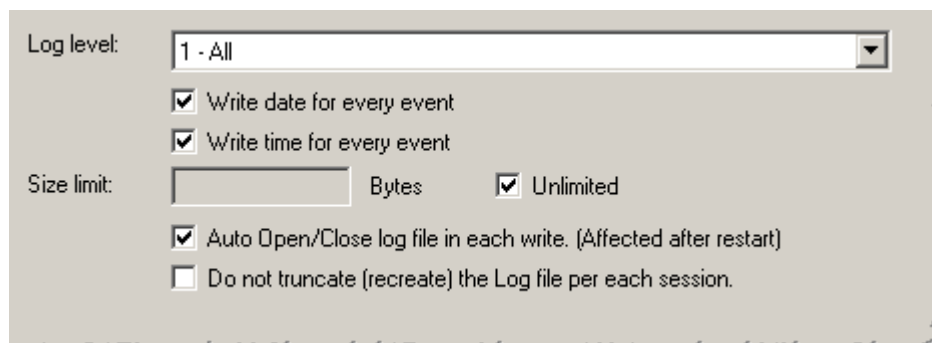 Log level: 1 - All
Write date for every event
Write time for every event
Size limit: Bytes Unlimited
Auto Open/Close log file in each write. (Affected after restart)
Do not truncate (recreate) the Log file per each session.